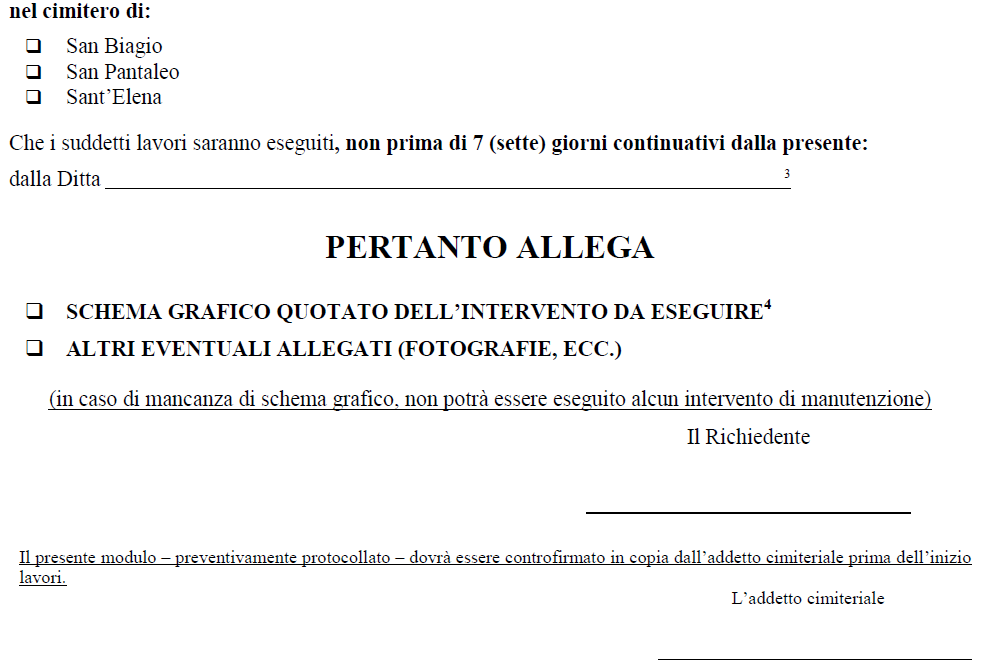 nel cimitero di:
❑ San Biagio
❑ San Pantaleo
❑ Sant’Elena
Che i suddetti lavori saranno eseguiti, non prima di 7 (sette) giorni continuativi dalla presente:
dalla Ditta ______________________________________________________________3
PERTANTO ALLEGA
❑ SCHEMA GRAFICO QUOTATO DELL’INTERVENTO DA ESEGUIRE4
❑ ALTRI EVENTUALI ALLEGATI (FOTOGRAFIE, ECC.)
(in caso di mancanza di schema grafico, non potrà essere eseguito alcun intervento di manutenzione)
Il Richiedente
Il presente modulo – preventivamente protocollato – dovrà essere controfirmato in copia dall’addetto cimiteriale prima dell’inizio
lavori.
L’addetto cimiteriale